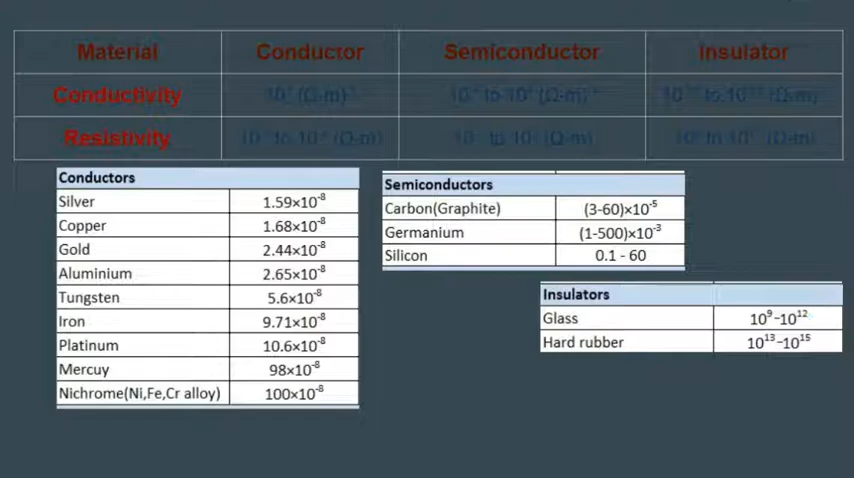 Material Conductor Semiconductor Insulator
Conductivity
Resistivity
Conductors
Silver 1.59×10⁻⁸
Copper 1.68×10⁻⁸
Gold 2.44×10⁻⁸
Aluminium 2.65×10⁻⁸
Tungsten 5.6×10⁻⁸
Iron 9.71×10⁻⁸
Platinum 10.6×10⁻⁸
Mercuy 98×10⁻⁸
Nichrome(Ni,Fe,Cr alloy) 100×10⁻⁸
Semiconductors
Carbon(Graphite) (3-60)×10⁻⁵
Germanium (1-500)×10⁻³
Silicon 0.1 - 60
Insulators
Glass 10⁹-10¹²
Hard rubber 10¹³-10¹⁵